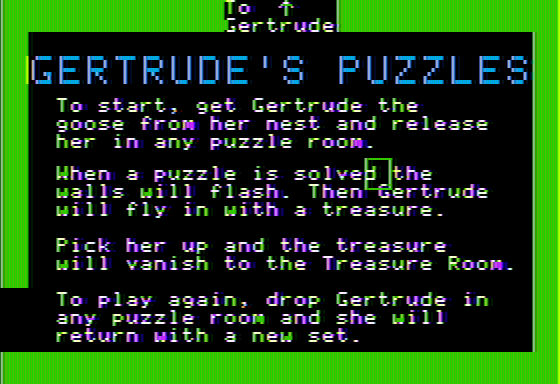 To ↑
Gertrude
GERTRUDE'S PUZZLES
To start, get Gertrude the
goose from her nest and release
her in any puzzle room.
When a puzzle is solved the
walls will flash. Then Gertrude
will fly in with a treasure.
Pick her up and the treasure
will vanish to the Treasure Room.
To play again, drop Gertrude in
any puzzle room and she will
return with a new set.